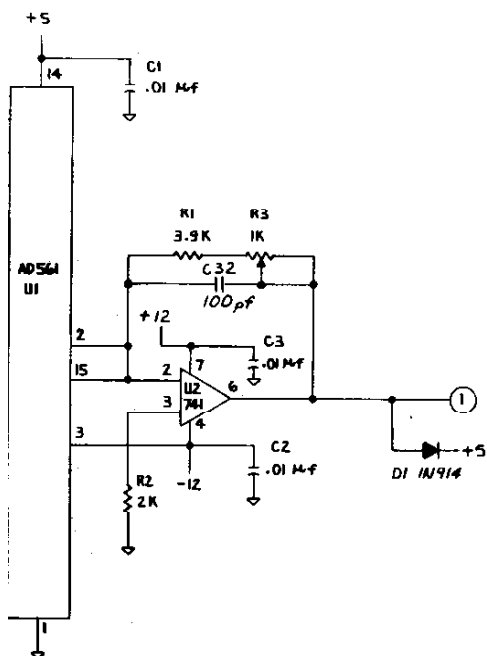 +5
14
C1
.01 Mf
R1
3.9K
R3
1K
AD561
U1
C32
100pf
+12
2
15
2
7
C3
.01 Mf
U2
741
6
3
4
3
1
D1 1N914
+5
C2
.01 Mf
-12
R2
2K
1